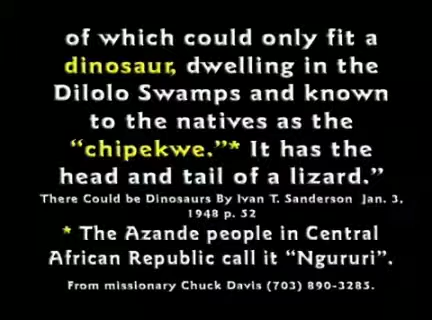 of which could only fit a
dinosaur, dwelling in the
Dilolo Swamps and known
to the natives as the
“chipekwe.”* It has the
head and tail of a lizard.”
There Could be Dinosaurs By Ivan T. Sanderson Jan. 3,
1948 p. 52
* The Azande people in Central
African Republic call it “Ngururi”.
From missionary Chuck Davis (703) 890-3285.